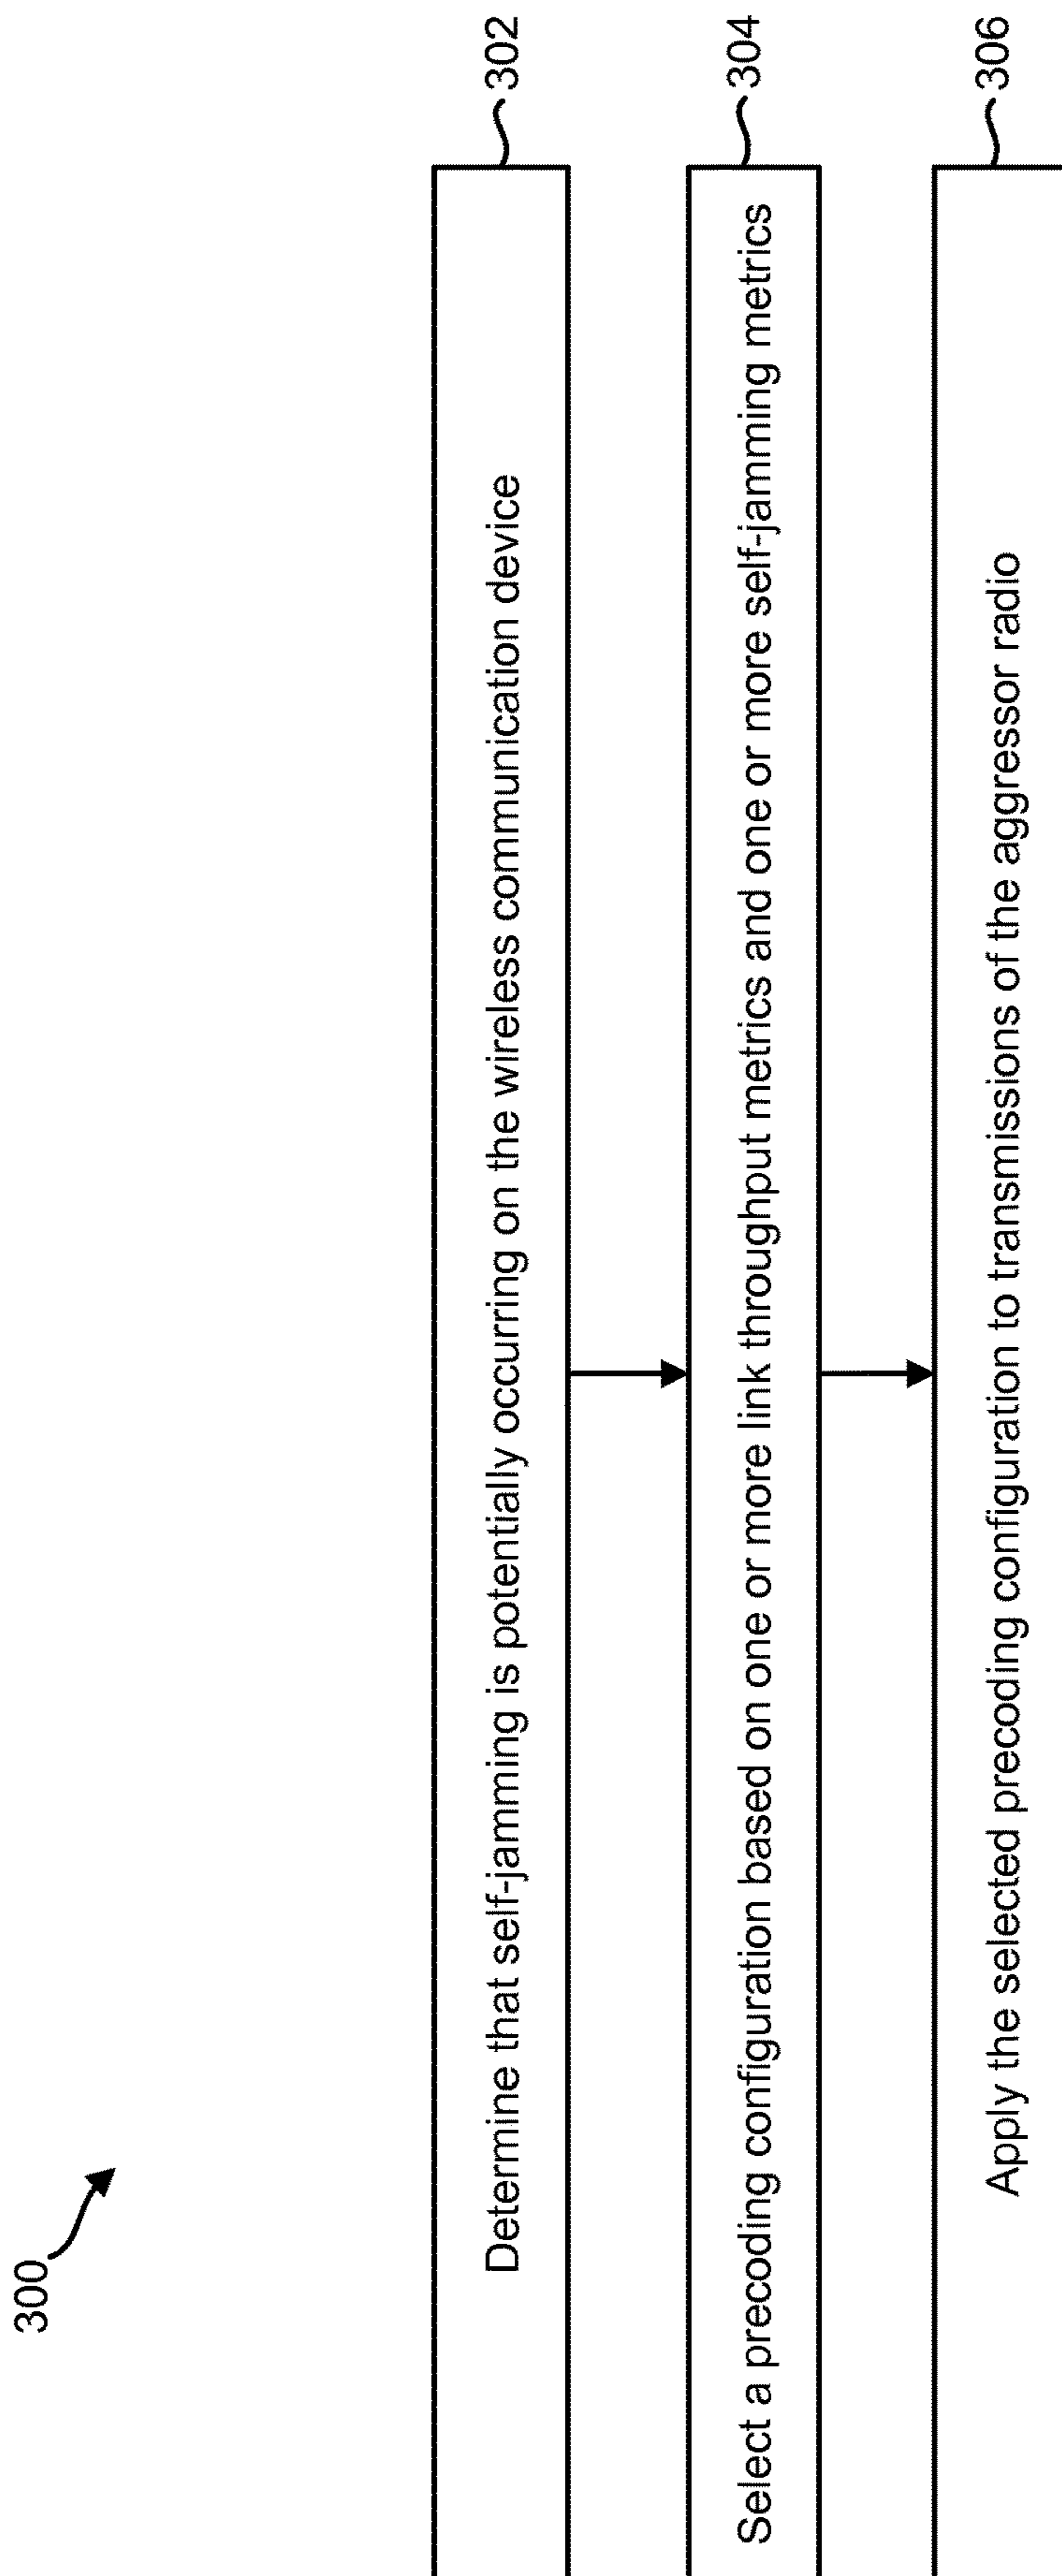 300
Determine that self-jamming is potentially occurring on the wireless communication device
302
Select a precoding configuration based on one or more link throughput metrics and one or more self-jamming metrics
304
Apply the selected precoding configuration to transmissions of the aggressor radio
306